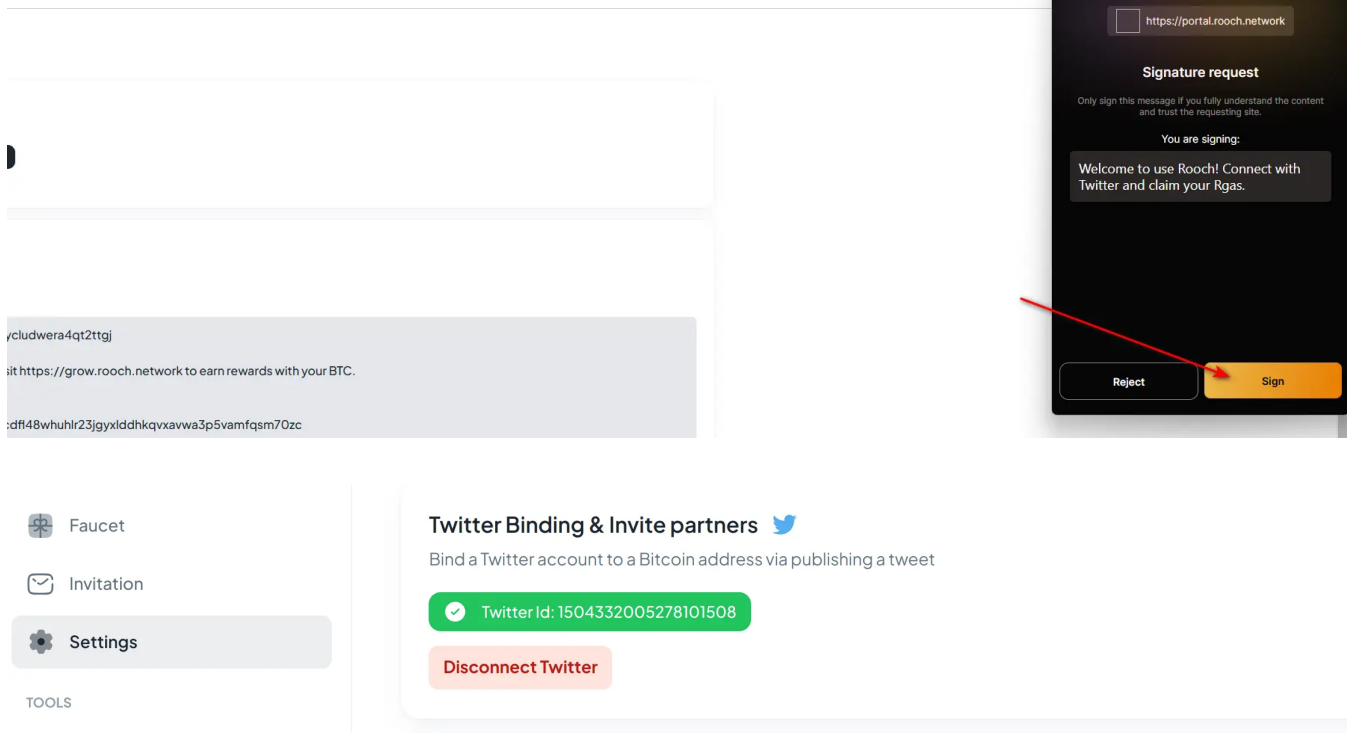 https://portal.rooch.network
Signature request
Only sign this message if you fully understand the content
and trust the requesting site.
You are signing:
Welcome to use Rooch! Connect with
Twitter and claim your Rgas.
Reject
Sign
ycludwera4qt2ttgj
sit https://grow.rooch.network to earn rewards with your BTC.
cdfl48whuhlr23jgyxlddhkqvxavwa3p5vamfqsm70zc
Faucet
Invitation
Settings
TOOLS
Twitter Binding & Invite partners
Bind a Twitter account to a Bitcoin address via publishing a tweet
Twitter Id: 1504332005278101508
Disconnect Twitter